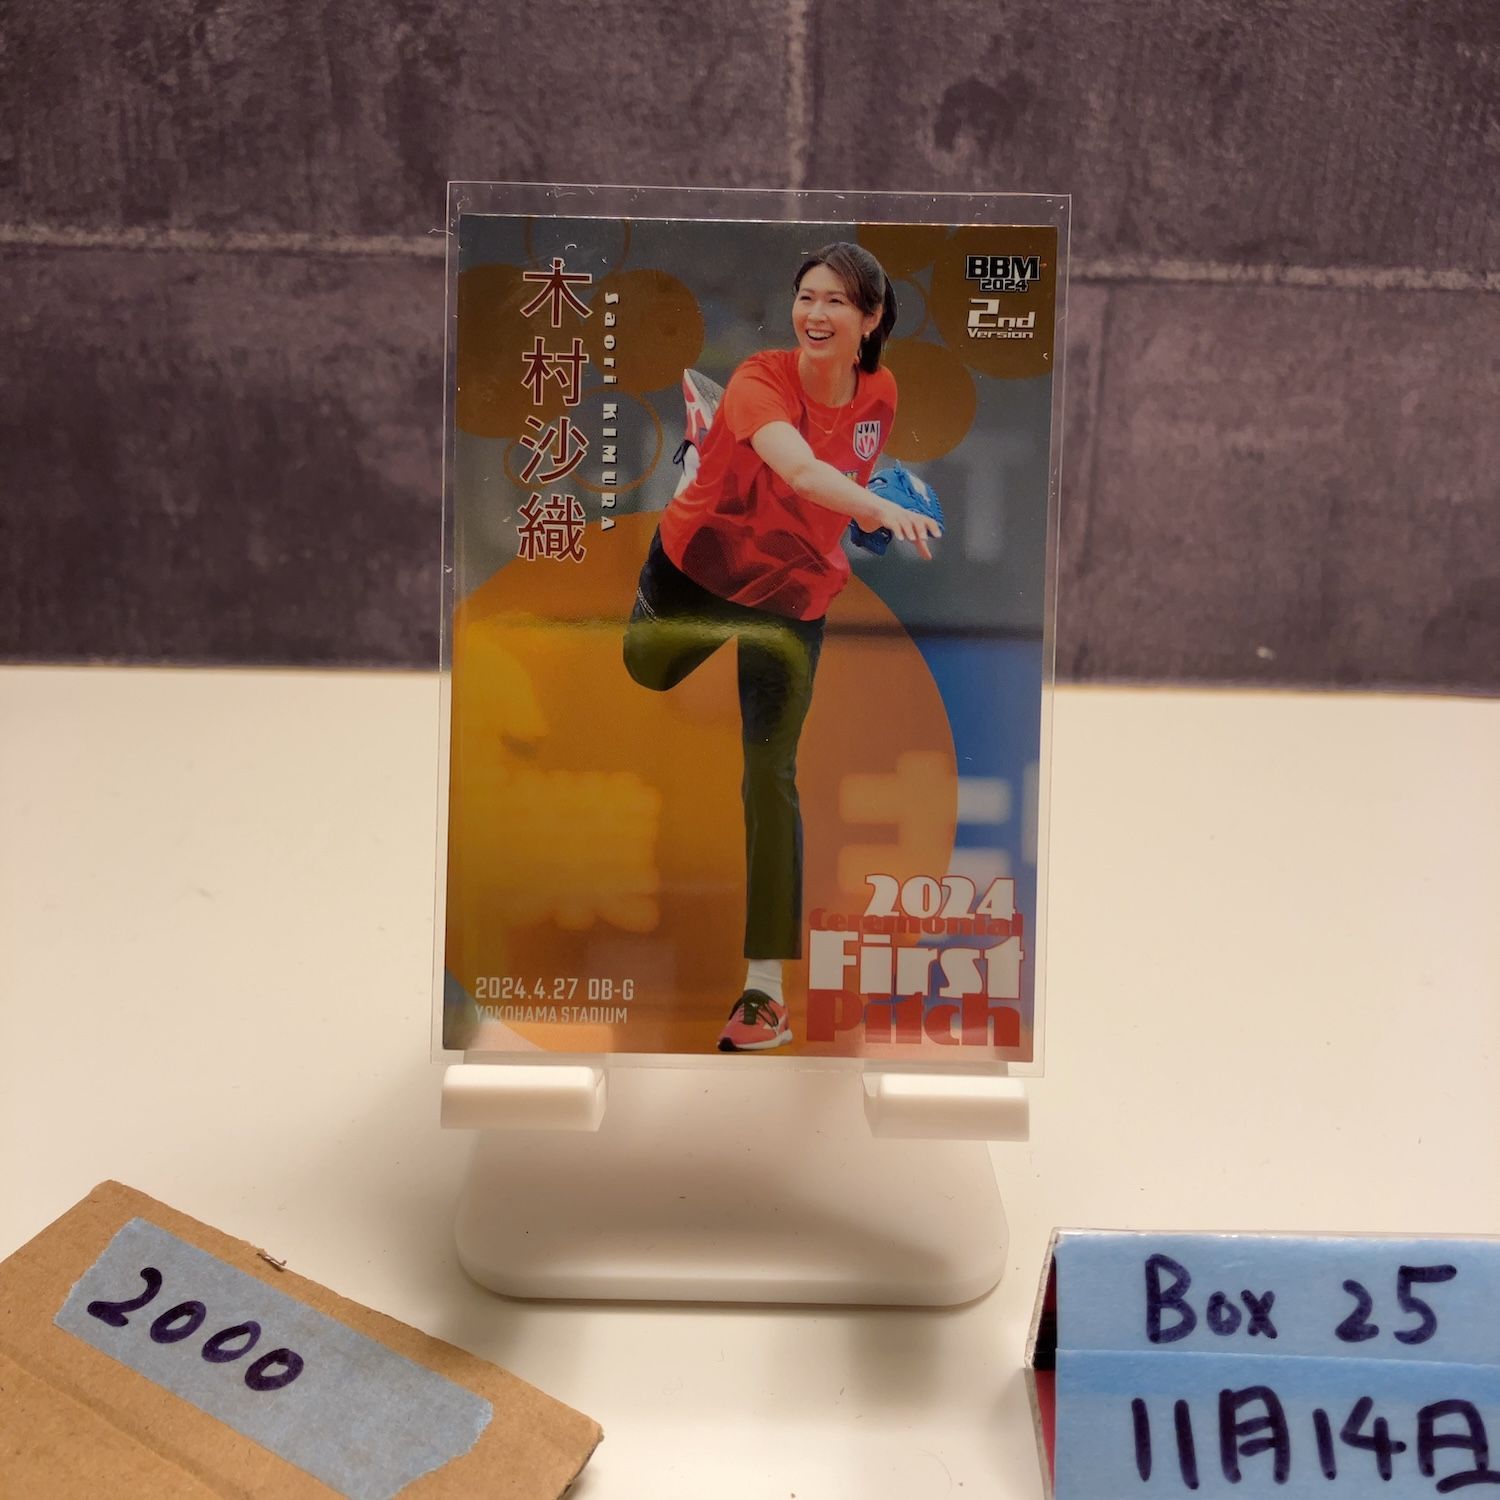 木村沙織
Saori KIMURA
BBM
2024
2nd
Version
JVA
2024
Ceremonial
First
Pitch
2024.4.27 DB-G
YOKOHAMA STADIUM
2000
Box 25
11月14日